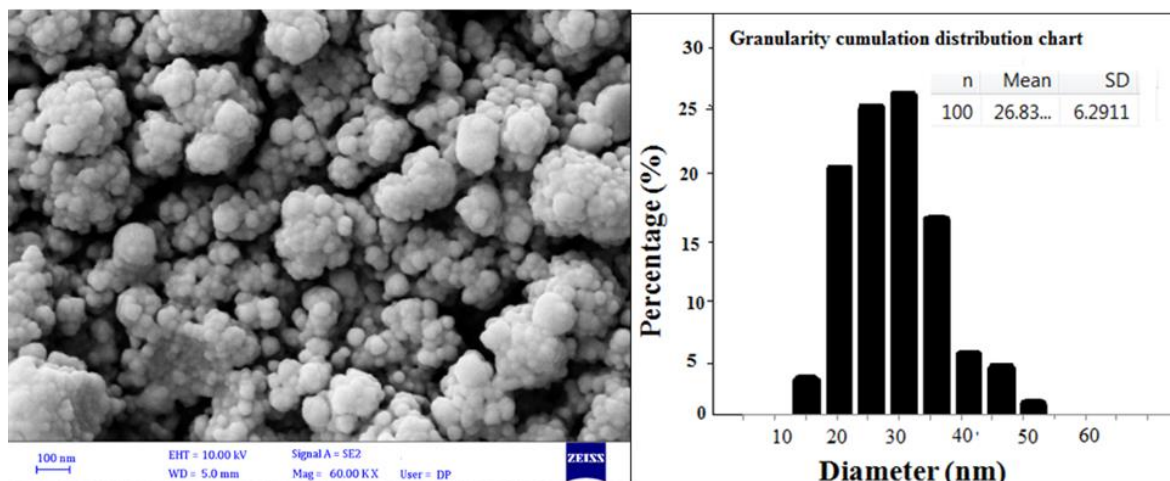 100 nm
EHT = 10.00 kV
WD = 5.0 mm
Signal A = SE2
Mag = 60.00 K X
User = DP
ZEISS
Granularity cumulation distribution chart
n Mean SD
100 26.83... 6.2911
Percentage (%)
30
25
20
15
10
5
0
10 20 30 40 50 60
Diameter (nm)